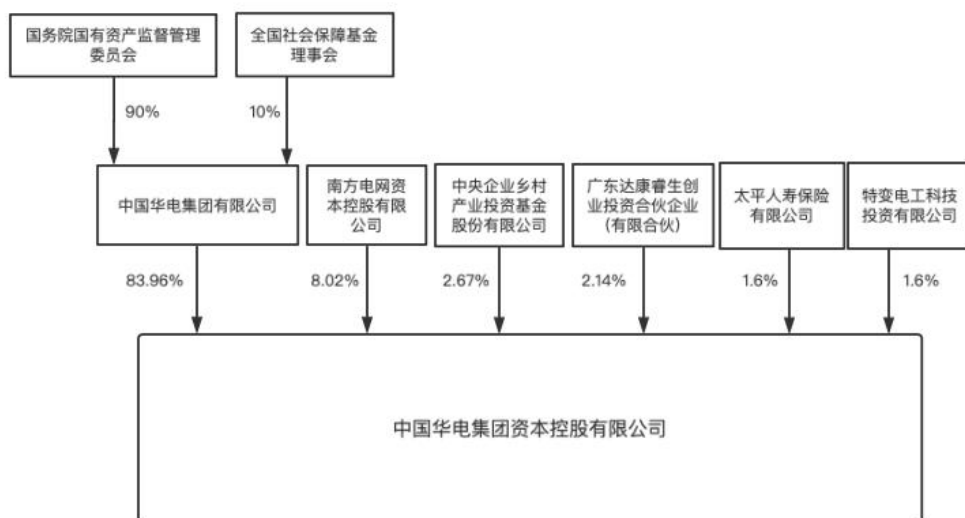 国务院国有资产监督管理
委员会
全国社会保障基金
理事会
90%
10%
中国华电集团有限公司
南方电网资
本控股有限
公司
中央企业乡村
产业投资基金
股份有限公司
广东达康睿生创
业投资合伙企业
(有限合伙)
太平人寿保险
有限公司
特变电工科技
投资有限公司
83.96%
8.02%
2.67%
2.14%
1.6%
1.6%
中国华电集团资本控股有限公司